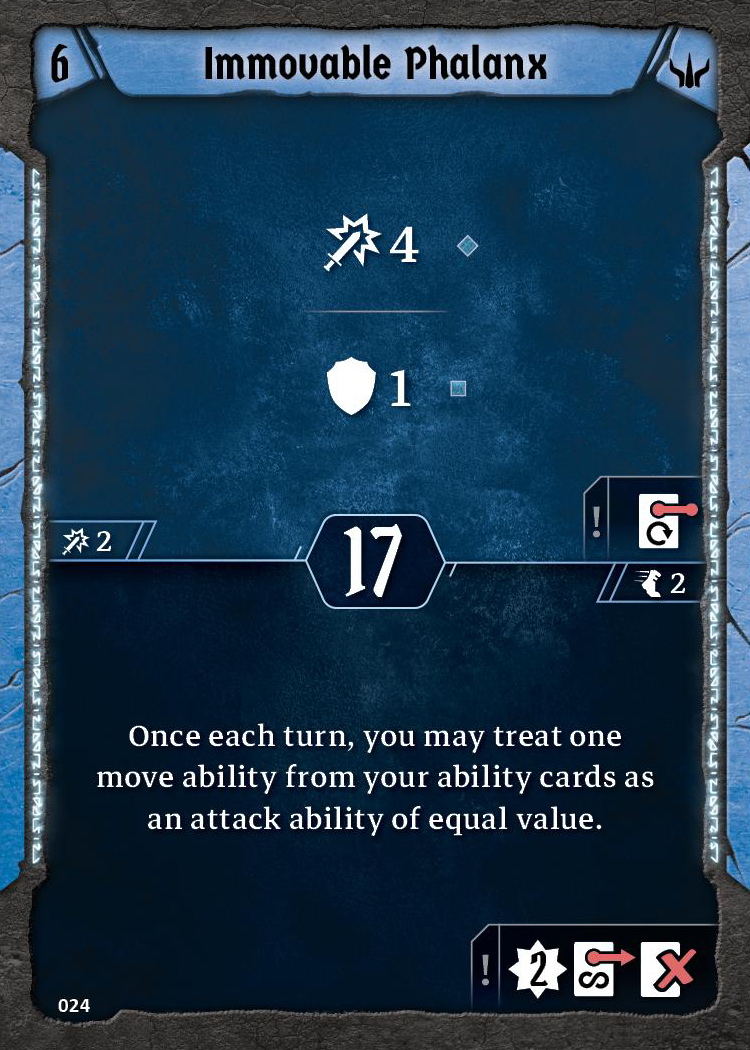 6
Immovable Phalanx
4
1
2
17
!
2
Once each turn, you may treat one
move ability from your ability cards as
an attack ability of equal value.
! 2
024